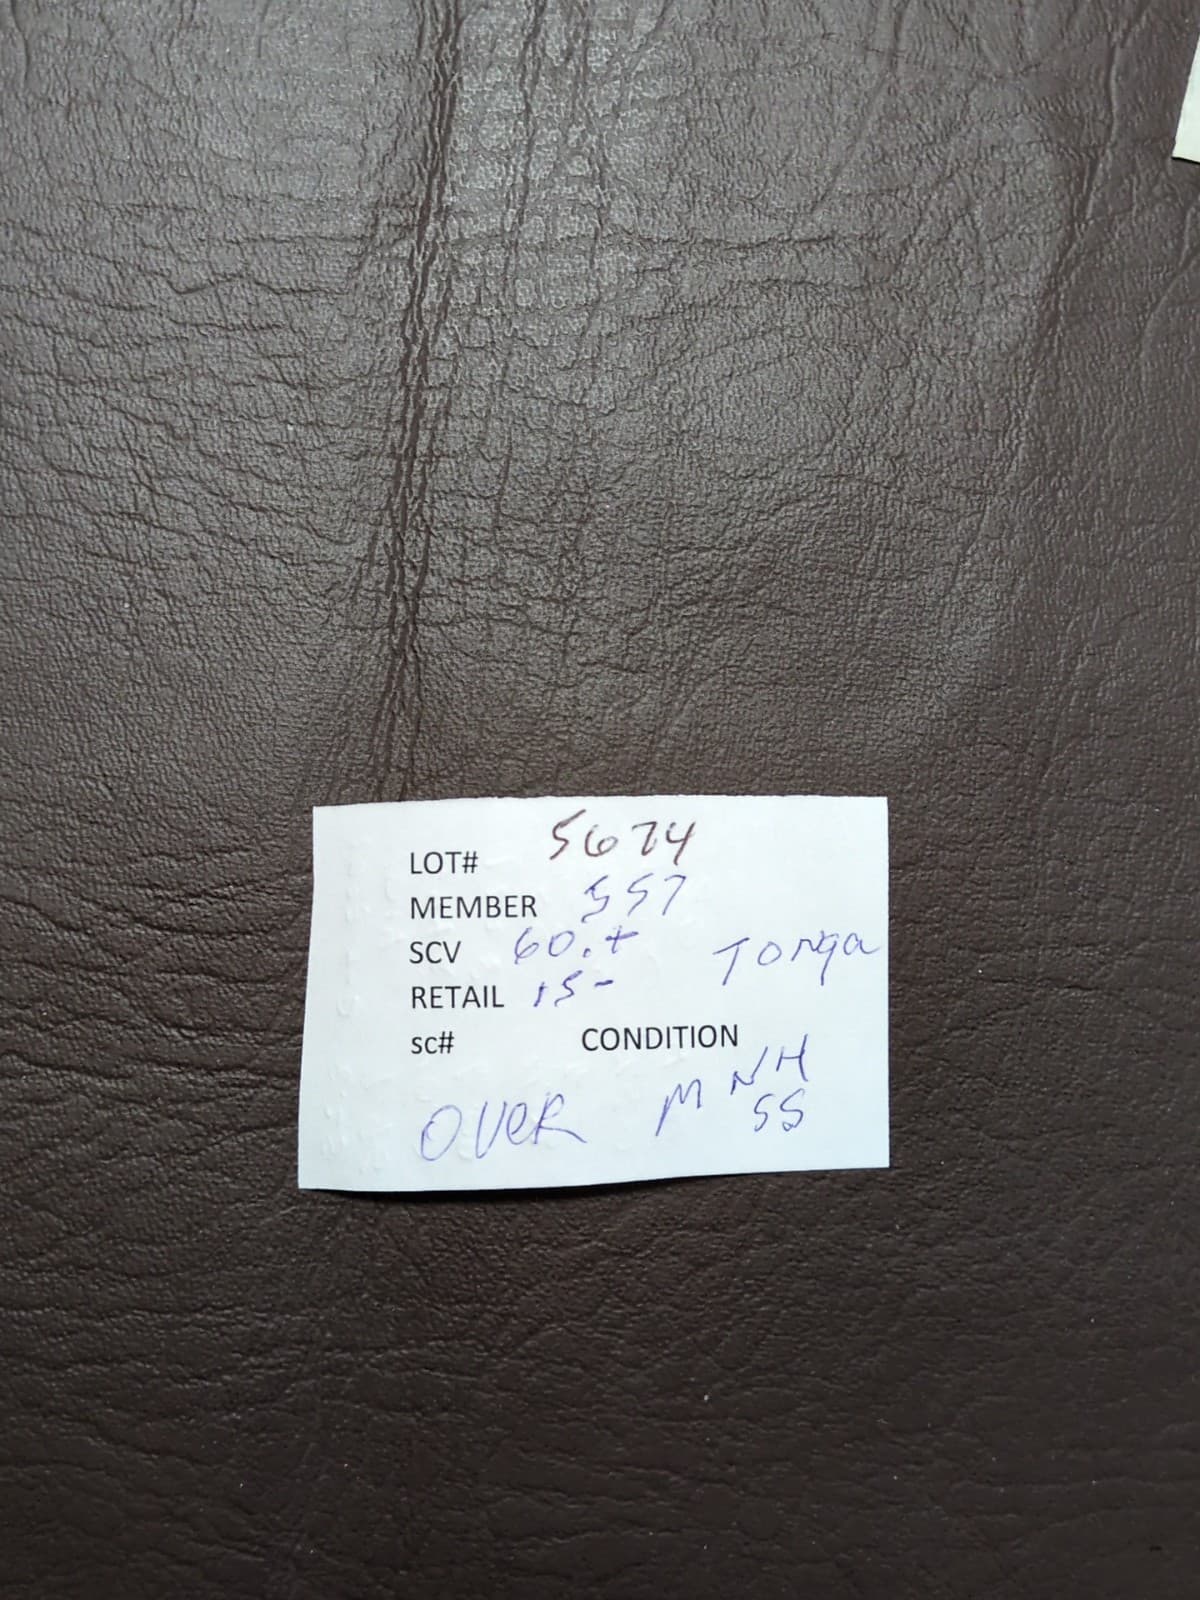 LOT# 5674
MEMBER 557
SCV 60.+ Tonga
RETAIL 15-
sc# CONDITION
OVER MNH
SS